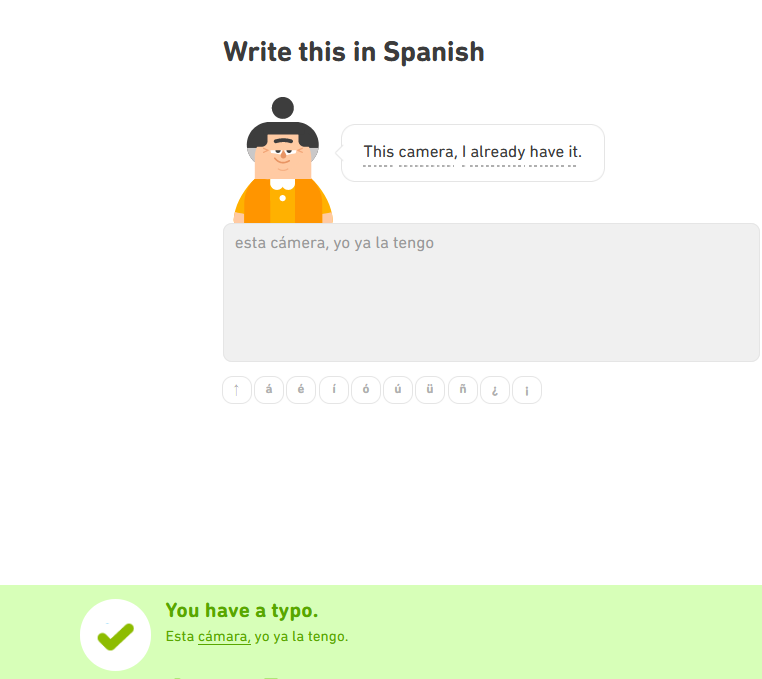 Write this in Spanish
This camera, I already have it.
esta cámera, yo ya la tengo
↑ á é í ó ú ü ñ ¿ ¡
You have a typo.
Esta cámara, yo ya la tengo.